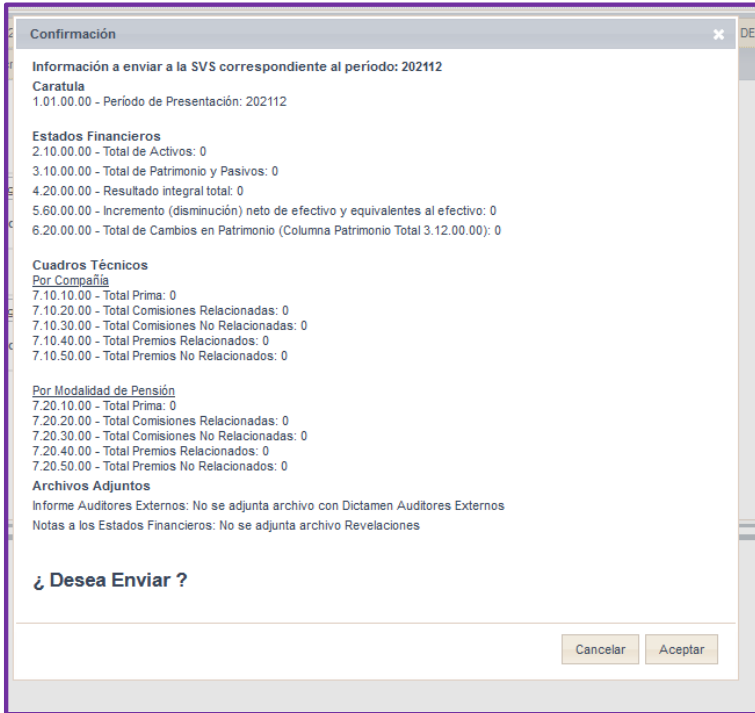 Confirmación
DE
Información a enviar a la SVS correspondiente al período: 202112
Caratula
1.01.00.00 - Período de Presentación: 202112
Estados Financieros
2.10.00.00 - Total de Activos: 0
3.10.00.00 - Total de Patrimonio y Pasivos: 0
4.20.00.00 - Resultado integral total: 0
5.60.00.00 - Incremento (disminución) neto de efectivo y equivalentes al efectivo: 0
6.20.00.00 - Total de Cambios en Patrimonio (Columna Patrimonio Total 3.12.00.00): 0
Cuadros Técnicos
Por Compañía
7.10.10.00 - Total Prima: 0
7.10.20.00 - Total Comisiones Relacionadas: 0
7.10.30.00 - Total Comisiones No Relacionadas: 0
7.10.40.00 - Total Premios Relacionados: 0
7.10.50.00 - Total Premios No Relacionados: 0
Por Modalidad de Pensión
7.20.10.00 - Total Prima: 0
7.20.20.00 - Total Comisiones Relacionadas: 0
7.20.30.00 - Total Comisiones No Relacionadas: 0
7.20.40.00 - Total Premios Relacionados: 0
7.20.50.00 - Total Premios No Relacionados: 0
Archivos Adjuntos
Informe Auditores Externos: No se adjunta archivo con Dictamen Auditores Externos
Notas a los Estados Financieros: No se adjunta archivo Revelaciones
¿ Desea Enviar ?
Cancelar
Aceptar